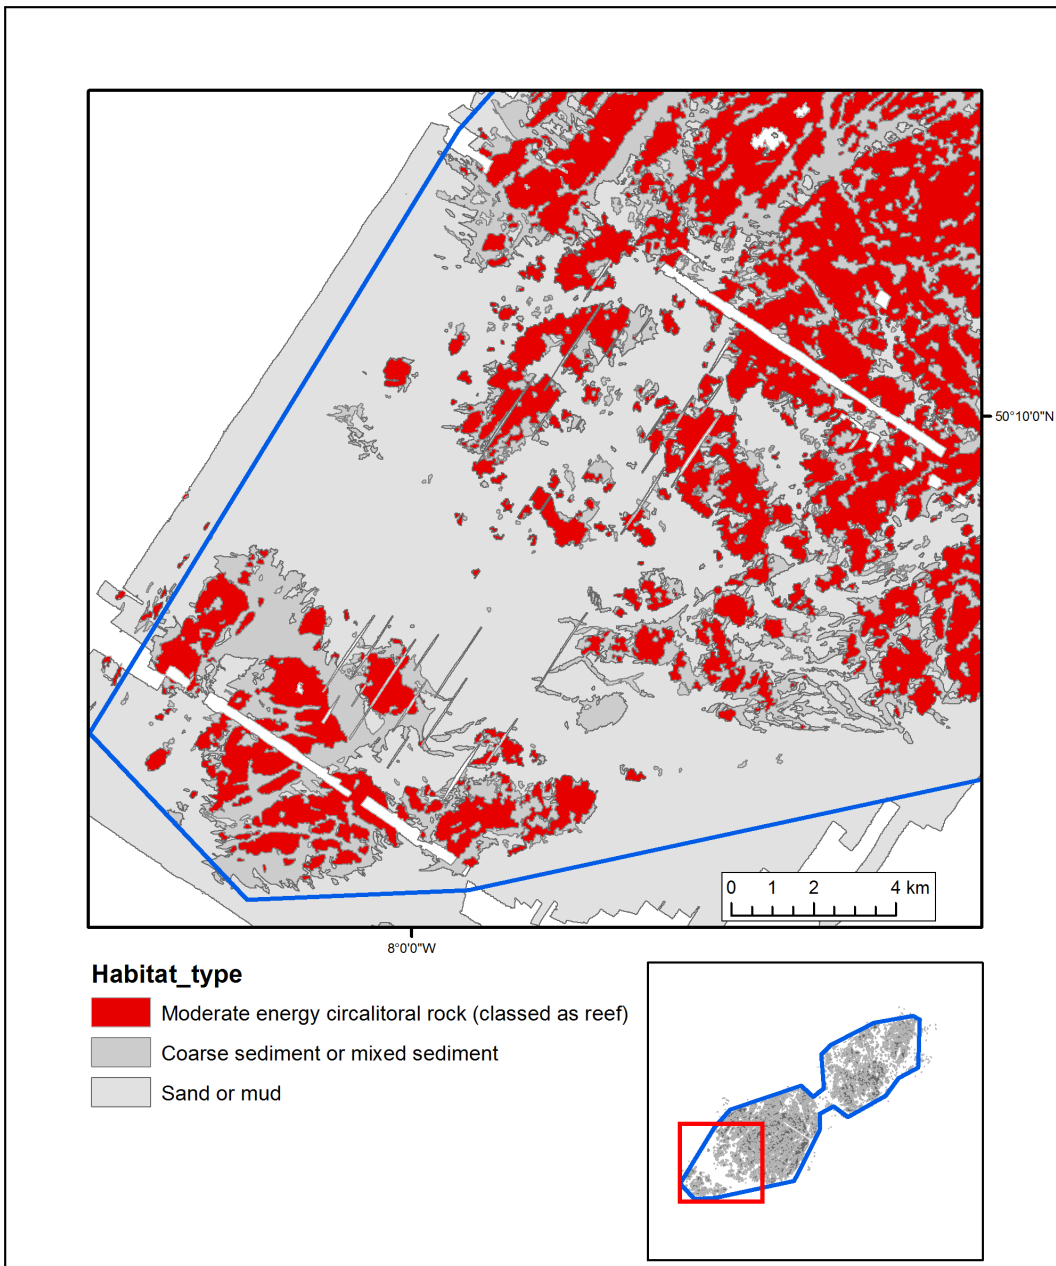 50°10'0"N
0 1 2 4 km
8°0'0"W
Habitat_type
Moderate energy circalitoral rock (classed as reef)
Coarse sediment or mixed sediment
Sand or mud